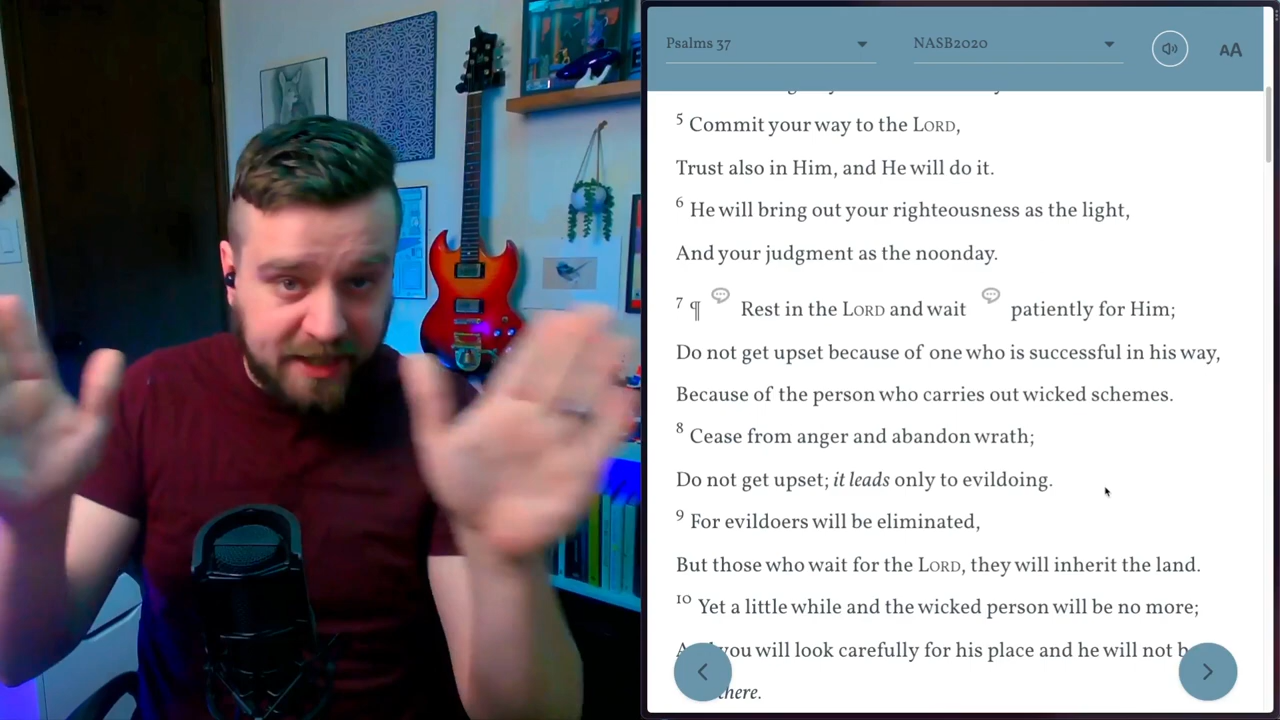 Psalms 37
NASB2020
AA
5 Commit your way to the LORD,
Trust also in Him, and He will do it.
6 He will bring out your righteousness as the light,
And your judgment as the noonday.
7 ¶ Rest in the LORD and wait patiently for Him;
Do not get upset because of one who is successful in his way,
Because of the person who carries out wicked schemes.
8 Cease from anger and abandon wrath;
Do not get upset; it leads only to evildoing.
9 For evildoers will be eliminated,
But those who wait for the LORD, they will inherit the land.
10 Yet a little while and the wicked person will be no more;
you will look carefully for his place and he will not
there.